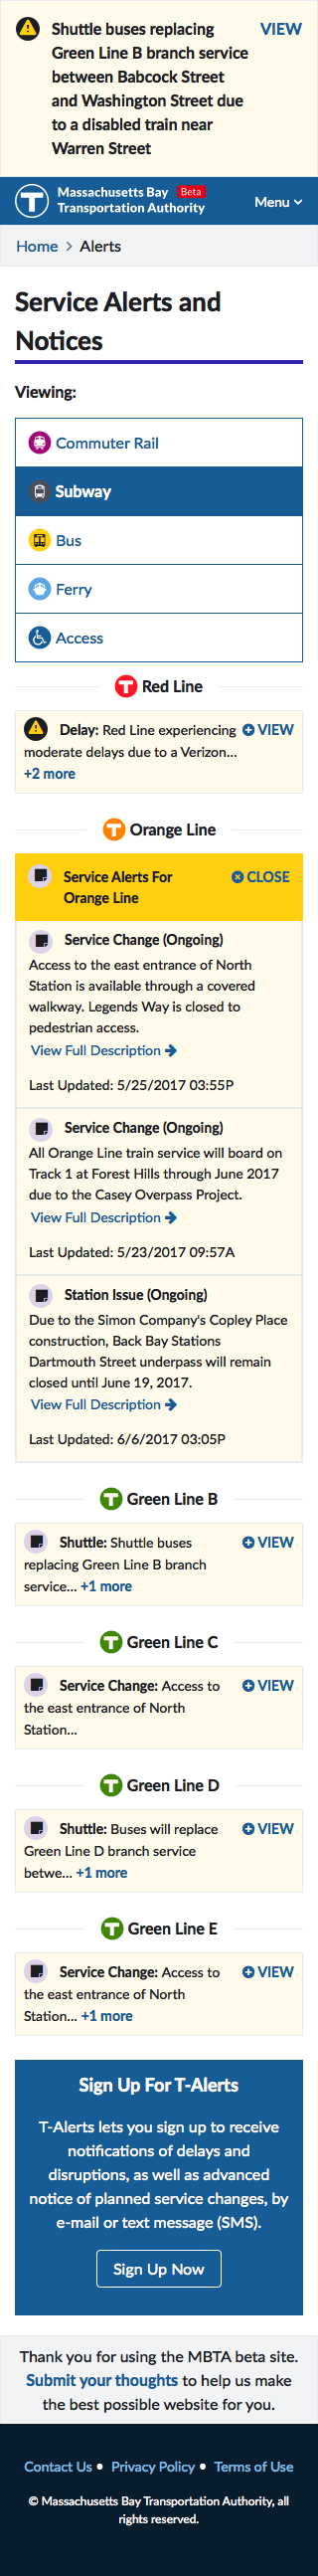 Shuttle buses replacing VIEW
Green Line B branch service
between Babcock Street
and Washington Street due
to a disabled train near
Warren Street
T Massachusetts Bay Beta
Transportation Authority Menu
Home > Alerts
Service Alerts and
Notices
Viewing:
Commuter Rail
Subway
Bus
Ferry
Access
T Red Line
Delay: Red Line experiencing VIEW
moderate delays due to a Verizon...
+2 more
T Orange Line
Service Alerts For CLOSE
Orange Line
Service Change (Ongoing)
Access to the east entrance of North
Station is available through a covered
walkway. Legends Way is closed to
pedestrian access.
View Full Description
Last Updated: 5/25/2017 03:55P
Service Change (Ongoing)
All Orange Line train service will board on
Track 1 at Forest Hills through June 2017
due to the Casey Overpass Project.
View Full Description
Last Updated: 5/23/2017 09:57A
Station Issue (Ongoing)
Due to the Simon Company's Copley Place
construction, Back Bay Stations
Dartmouth Street underpass will remain
closed until June 19, 2017.
View Full Description
Last Updated: 6/6/2017 03:05P
T Green Line B
Shuttle: Shuttle buses VIEW
replacing Green Line B branch
service... +1 more
T Green Line C
Service Change: Access to VIEW
the east entrance of North
Station...
T Green Line D
Shuttle: Buses will replace VIEW
Green Line D branch service
betwe... +1 more
T Green Line E
Service Change: Access to VIEW
the east entrance of North
Station... +1 more
Sign Up For T-Alerts
T-Alerts lets you sign up to receive
notifications of delays and
disruptions, as well as advanced
notice of planned service changes, by
e-mail or text message (SMS).
Sign Up Now
Thank you for using the MBTA beta site.
Submit your thoughts to help us make
the best possible website for you.
Contact Us • Privacy Policy • Terms of Use
© Massachusetts Bay Transportation Authority, all
rights reserved.